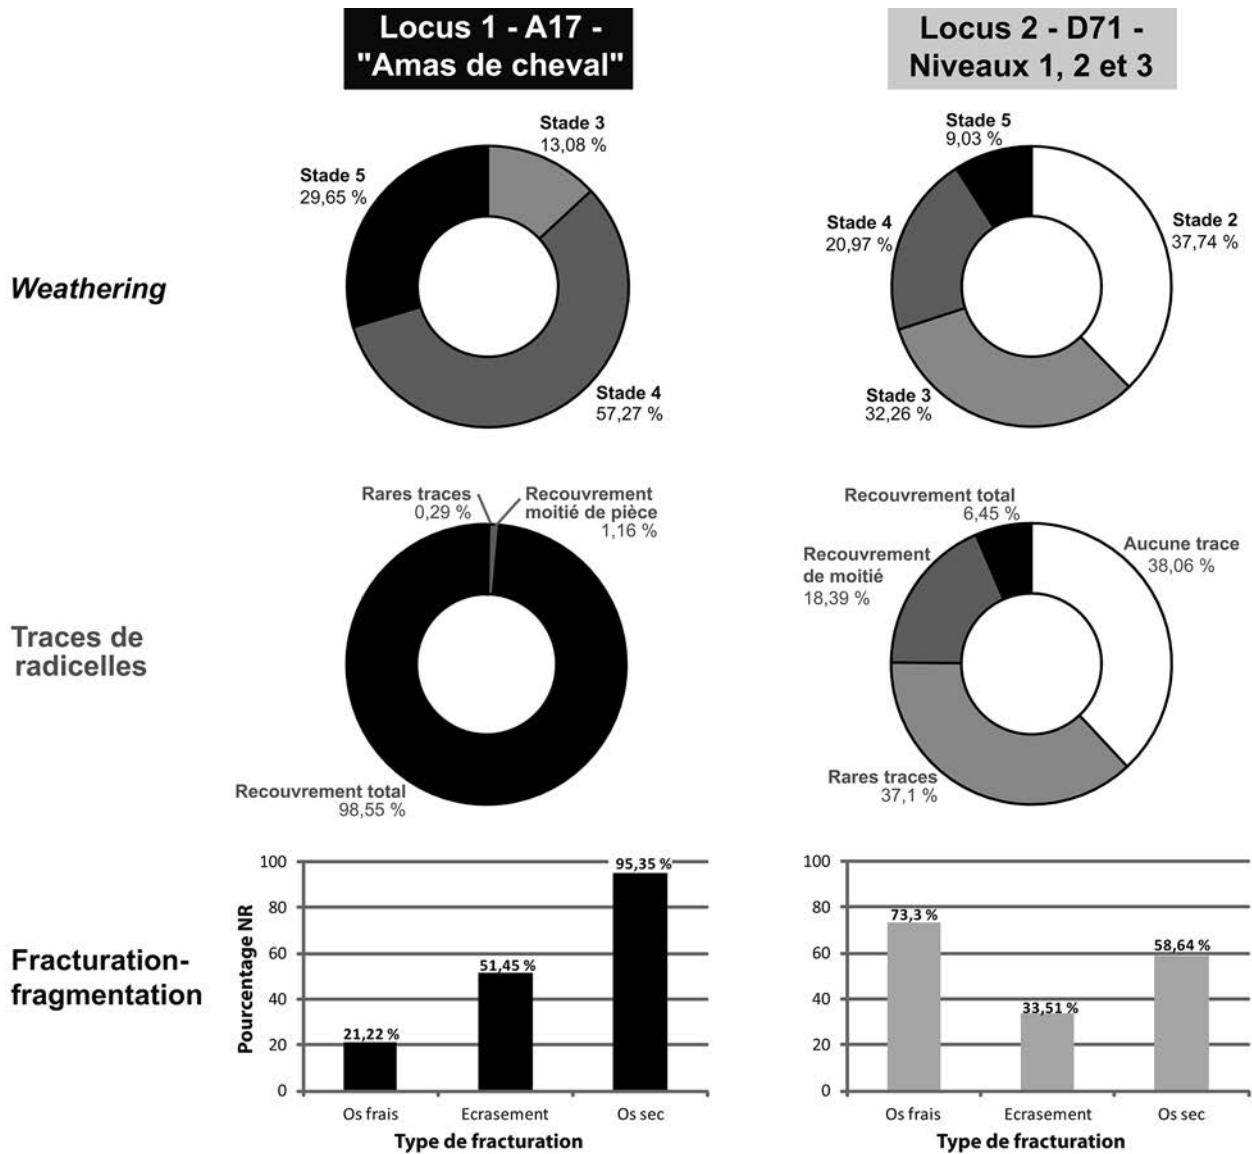 Locus 1 - A17 -
"Amas de cheval"
Locus 2 - D71 -
Niveaux 1, 2 et 3
Weathering
Stade 3
13,08 %
Stade 5
29,65 %
Stade 4
57,27 %
Stade 5
9,03 %
Stade 4
20,97 %
Stade 2
37,74 %
Stade 3
32,26 %
Traces de
radicelles
Rares traces
0,29 %
Recouvrement
moitié de pièce
1,16 %
Recouvrement total
98,55 %
Recouvrement total
6,45 %
Recouvrement
de moitié
18,39 %
Aucune trace
38,06 %
Rares traces
37,1 %
Fracturation-
fragmentation
Pourcentage NR
100
80
60
40
20
0
21,22 %
51,45 %
95,35 %
Os frais
Ecrasement
Os sec
Type de fracturation
100
80
60
40
20
0
73,3 %
33,51 %
58,64 %
Os frais
Ecrasement
Os sec
Type de fracturation